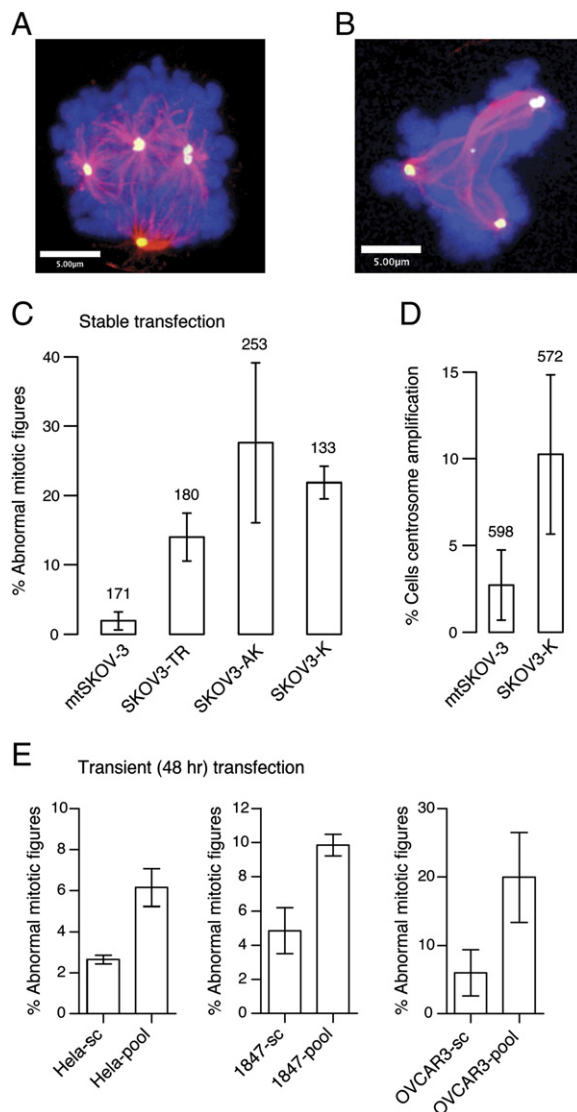 A
B
5.00µm
5.00µm
C
Stable transfection
% Abnormal mitotic figures
40
30
20
10
0
171
180
253
133
mtSKOV-3
SKOV3-TR
SKOV3-AK
SKOV3-K
D
% Cells centrosome amplification
15
10
5
0
598
572
mtSKOV-3
SKOV3-K
E
Transient (48 hr) transfection
% Abnormal mitotic figures
10
8
6
4
2
0
Hela-sc
Hela-pool
% Abnormal mitotic figures
12
10
8
6
4
2
0
1847-sc
1847-pool
% Abnormal mitotic figures
30
20
10
0
OVCAR3-sc
OVCAR3-pool